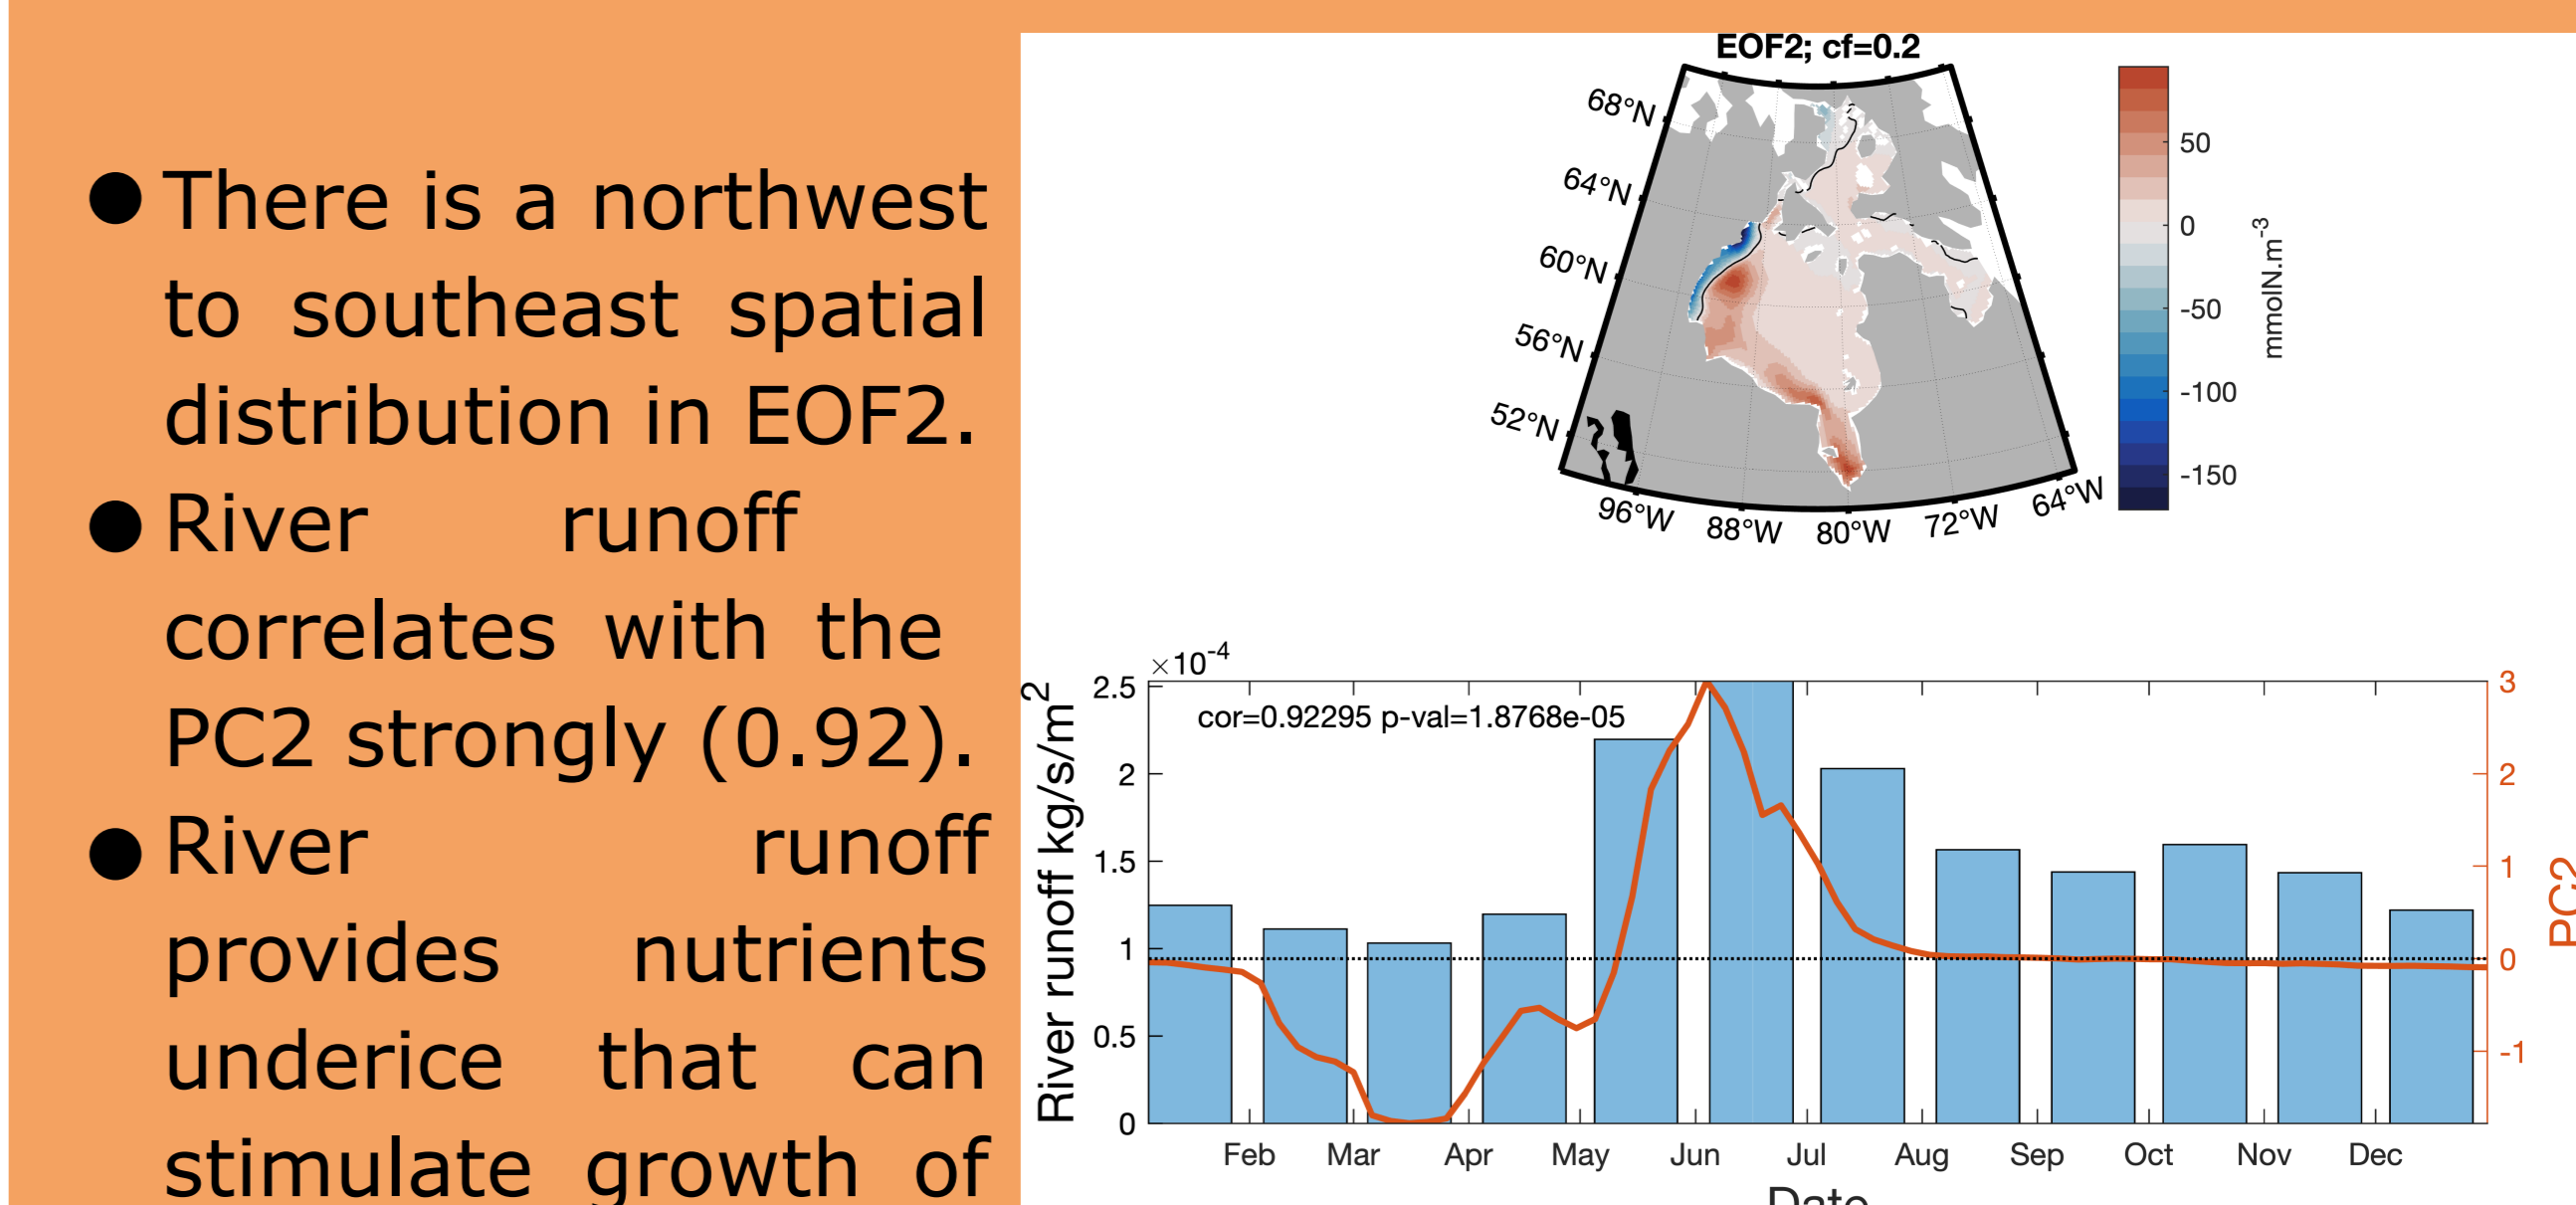 ● There is a northwest
to southeast spatial
distribution in EOF2.
● River runoff
correlates with the
PC2 strongly (0.92).
● River runoff
provides nutrients
underice that can
stimulate growth of
EOF2; cf=0.2
68°N
64°N
60°N
56°N
52°N
96°W 88°W 80°W 72°W 64°W
50
0
-50
-100
-150
mmolN.m-3
×10-4
cor=0.92295 p-val=1.8768e-05
River runoff kg/s/m2
2.5
2
1.5
1
0.5
0
3
2
1
0
-1
PC2
Feb Mar Apr May Jun Jul Aug Sep Oct Nov Dec
Date